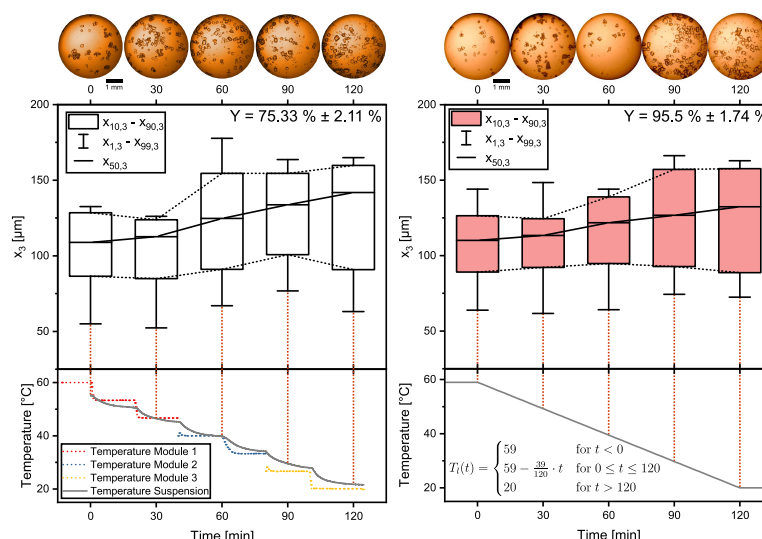 0 30 60 90 120
1 mm
200
150
100
50
x₃ [µm]
Y = 75.33 % ± 2.11 %
x₁₀,₃ - x₉₀,₃
x₁,₃ - x₉₉,₃
x₅₀,₃
60
40
20
Temperature [°C]
Temperature Module 1
Temperature Module 2
Temperature Module 3
Temperature Suspension
0 30 60 90 120
Time [min]
0 30 60 90 120
1 mm
200
150
100
50
x₃ [µm]
Y = 95.5 % ± 1.74 %
x₁₀,₃ - x₉₀,₃
x₁,₃ - x₉₉,₃
x₅₀,₃
60
40
20
Temperature [°C]
59 for t < 0
T_l(t) = { 59 − 39/120 · t for 0 ≤ t ≤ 120
20 for t > 120
0 30 60 90 120
Time [min]